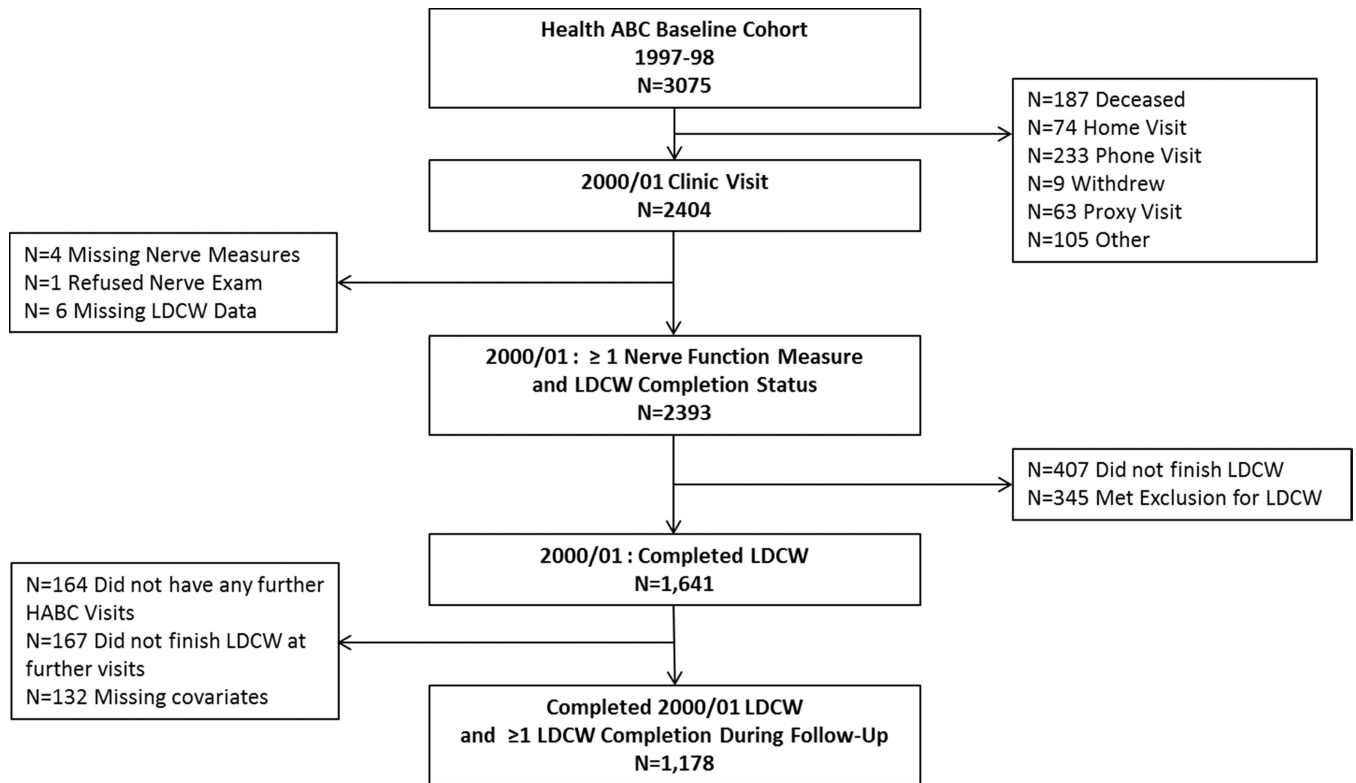 Health ABC Baseline Cohort
1997-98
N=3075
N=187 Deceased
N=74 Home Visit
N=233 Phone Visit
N=9 Withdrew
N=63 Proxy Visit
N=105 Other
2000/01 Clinic Visit
N=2404
N=4 Missing Nerve Measures
N=1 Refused Nerve Exam
N= 6 Missing LDCW Data
2000/01 : ≥ 1 Nerve Function Measure
and LDCW Completion Status
N=2393
N=407 Did not finish LDCW
N=345 Met Exclusion for LDCW
2000/01 : Completed LDCW
N=1,641
N=164 Did not have any further
HABC Visits
N=167 Did not finish LDCW at
further visits
N=132 Missing covariates
Completed 2000/01 LDCW
and ≥1 LDCW Completion During Follow-Up
N=1,178